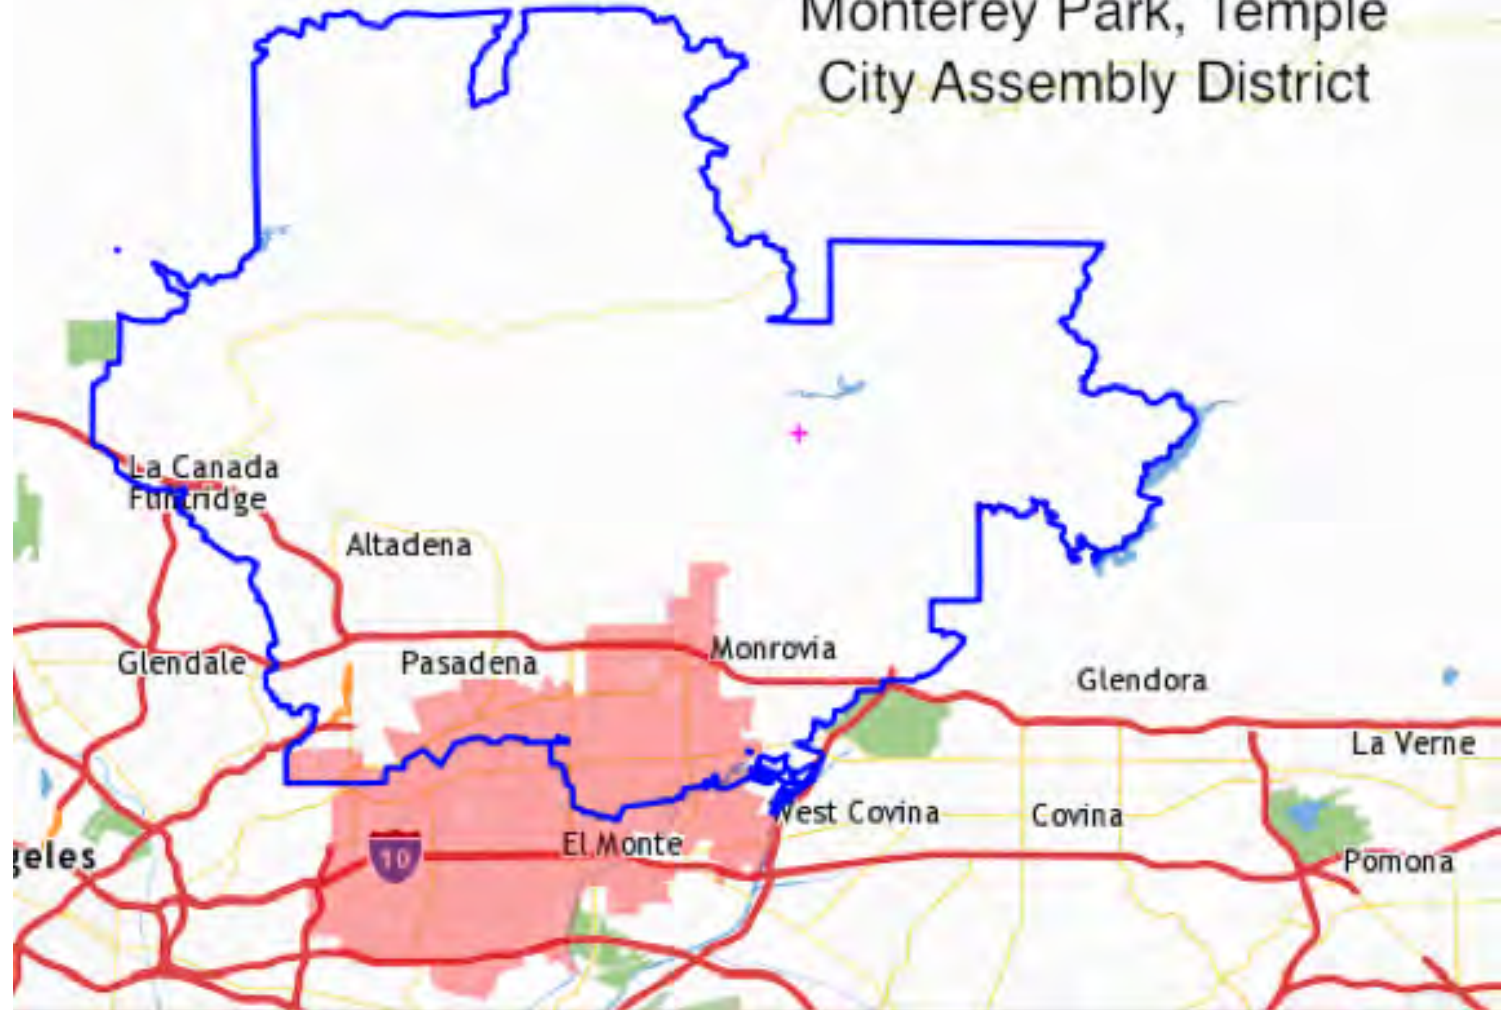 Monterey Park, Temple
City Assembly District
La Canada
Flintridge
Altadena
Monrovia
Glendale
Pasadena
Glendora
La Verne
West Covina
Covina
geles
El Monte
10
Pomona